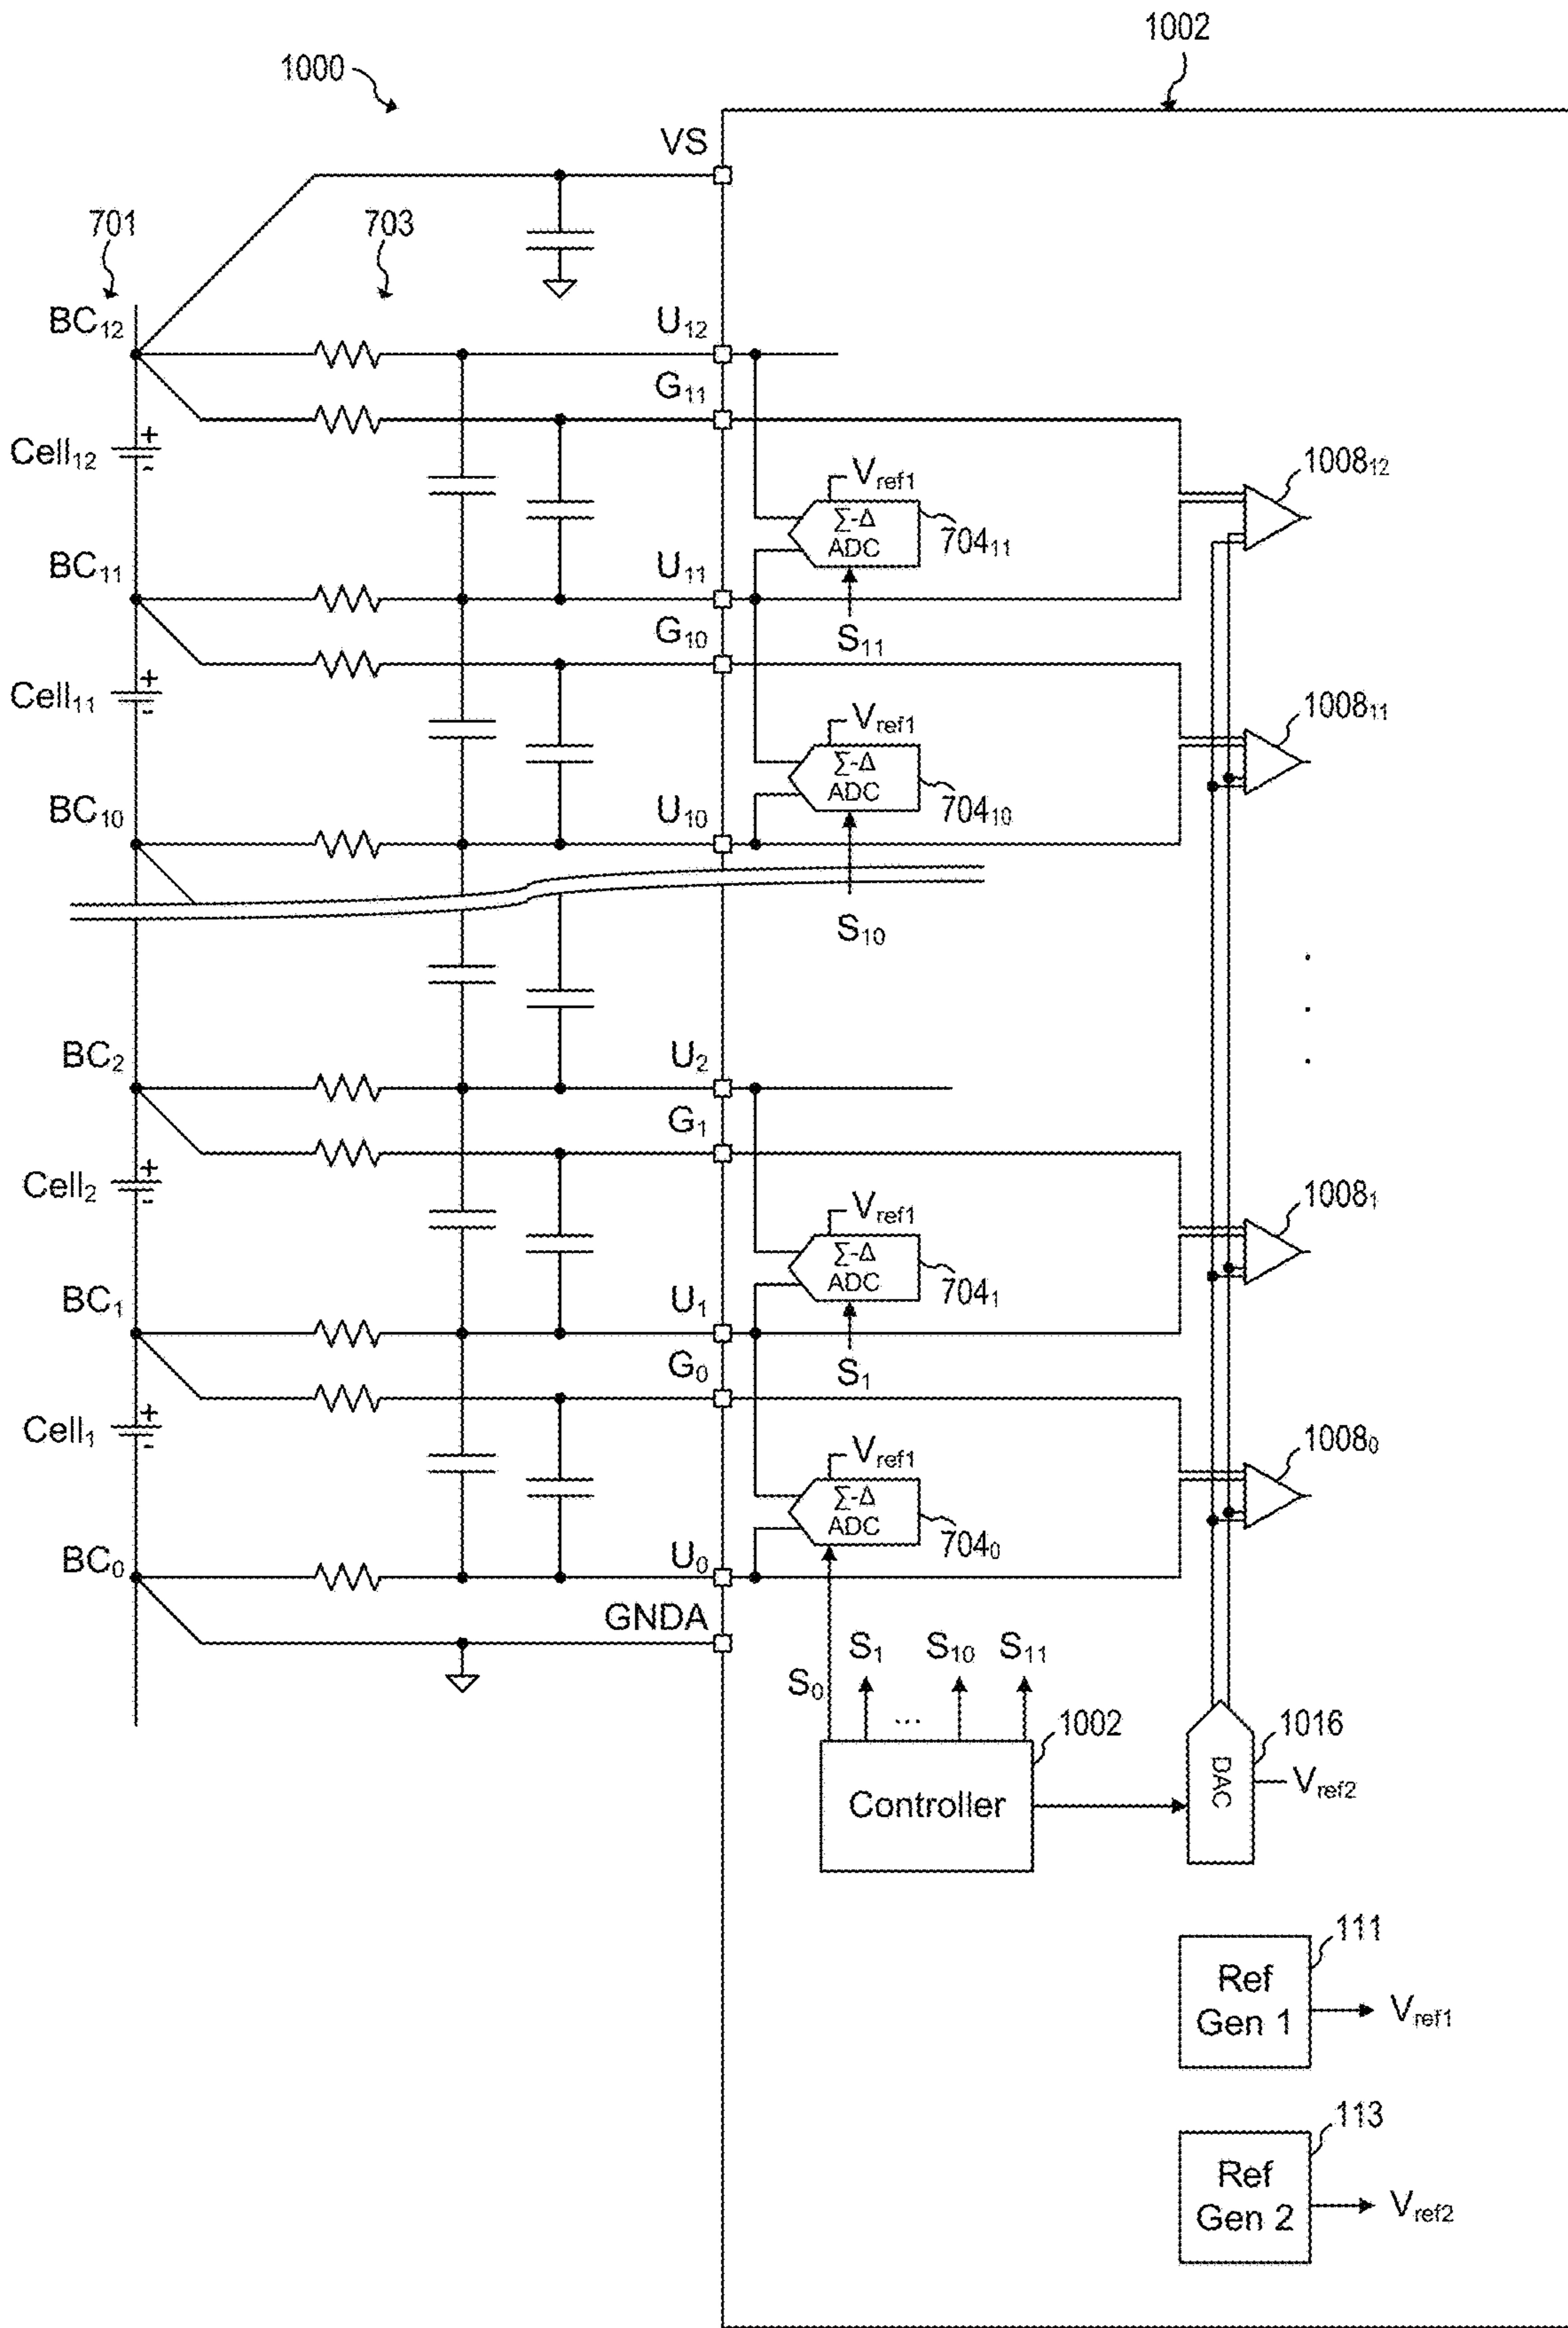 1002
1000
VS
701
703
BC₁₂
U₁₂
G₁₁
Cell₁₂
+
-
Vref1
Σ-Δ
ADC
704₁₁
1008₁₂
BC₁₁
U₁₁
S₁₁
G₁₀
Cell₁₁
+
-
Vref1
Σ-Δ
ADC
704₁₀
1008₁₁
BC₁₀
U₁₀
S₁₀
.
.
.
BC₂
U₂
G₁
Cell₂
+
-
Vref1
Σ-Δ
ADC
704₁
1008₁
BC₁
U₁
S₁
G₀
Cell₁
+
-
Vref1
Σ-Δ
ADC
704₀
1008₀
BC₀
U₀
GNDA
S₀
S₁
...
S₁₀
S₁₁
1002
Controller
DAC
1016
Vref2
111
Ref
Gen 1
Vref1
113
Ref
Gen 2
Vref2